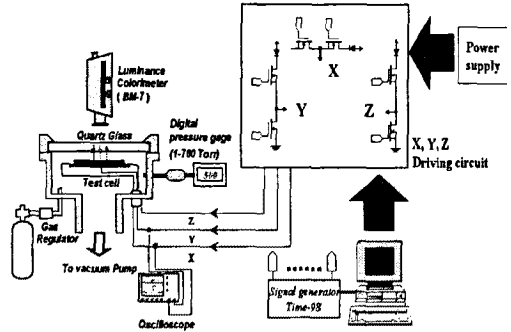 Luminance
Colorimeter
( BM-7 )
Quartz Glass
Digital
pressure gage
(1~760 Torr)
Test cell
Gas
Regulator
To vacuum Pump
Oscilloscope
Z
Y
X
X
Y
Z
Power
supply
X, Y, Z
Driving circuit
Signal generator
Time-98